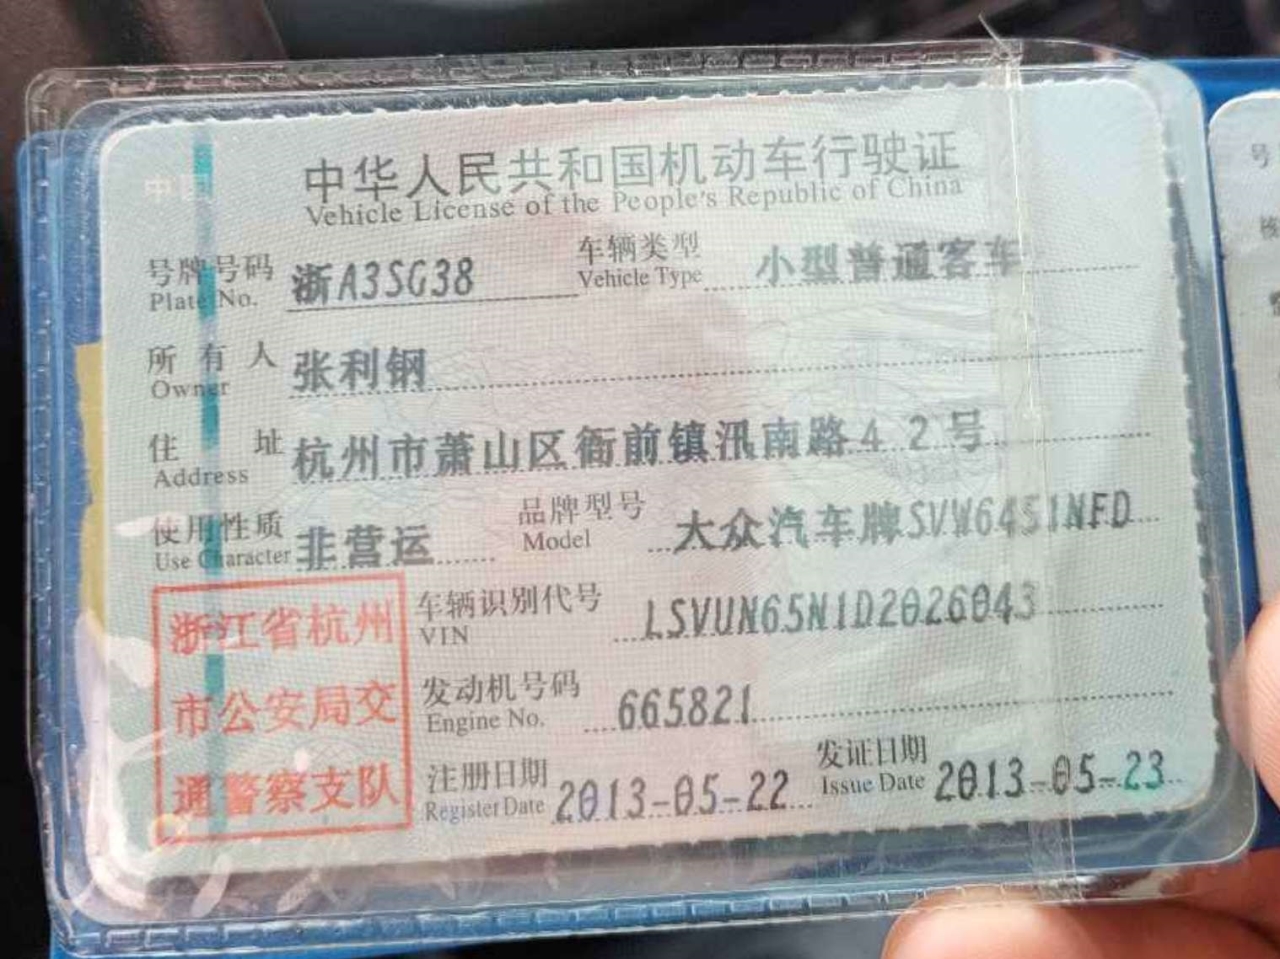 中华人民共和国机动车行驶证
Vehicle License of the People's Republic of China
号牌号码 浙A3SG38 车辆类型 小型普通客车
Plate No. Vehicle Type
所有人 张利钢
Owner
住址 杭州市萧山区衙前镇汛南路42号
Address
使用性质 非营运 品牌型号 大众汽车牌SVW6451NFD
Use Character Model
车辆识别代号 LSVUN65N1D2026043
VIN
发动机号码 665821
Engine No.
注册日期 2013-05-22 发证日期 2013-05-23
Register Date Issue Date
浙江省杭州
市公安局交
通警察支队
号
核